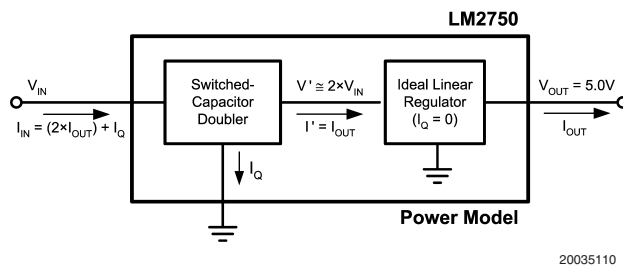 LM2750
V_IN
I_IN = (2×I_OUT) + I_Q
Switched-
Capacitor
Doubler
I_Q
V' ≅ 2×V_IN
I' = I_OUT
Ideal Linear
Regulator
(I_Q = 0)
V_OUT = 5.0V
I_OUT
Power Model
20035110